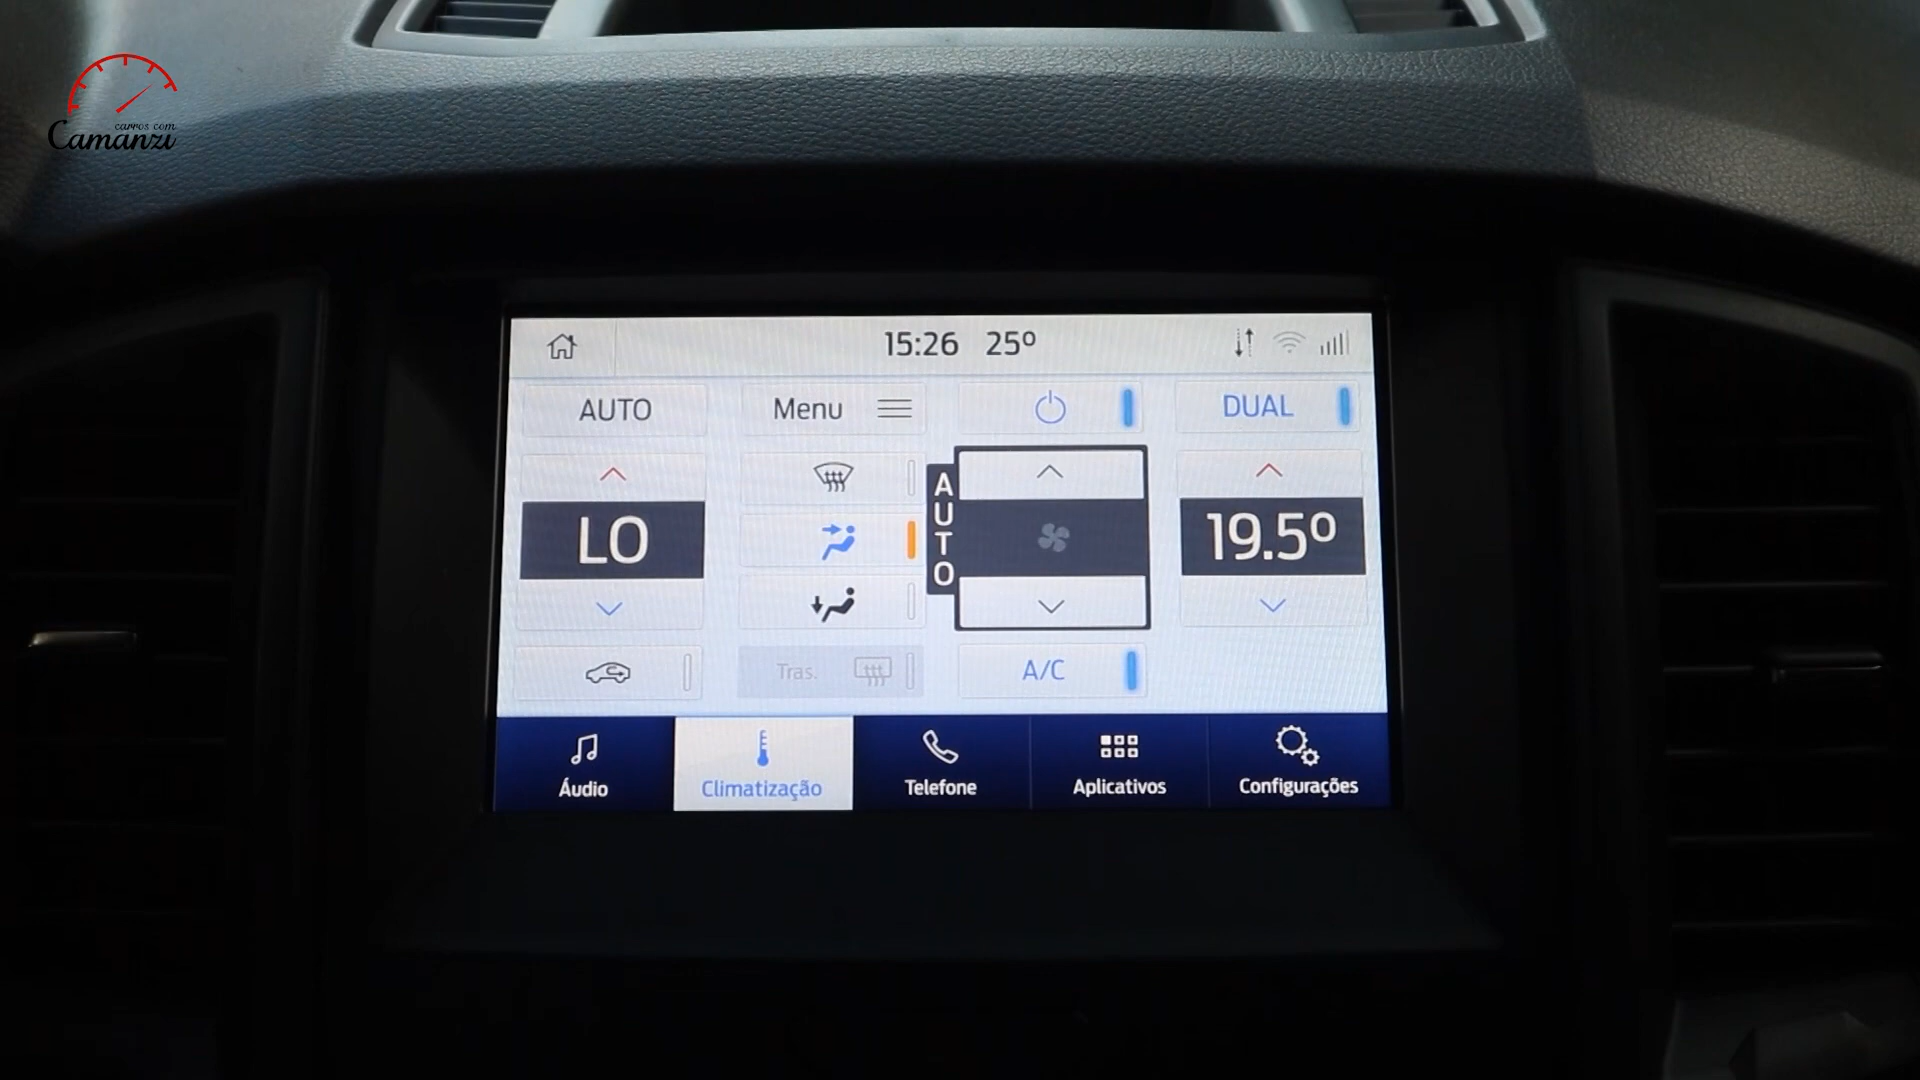 carros com
Camanzi
15:26 25º
AUTO
Menu
DUAL
LO
AUTO
19.5º
Tras.
A/C
Áudio
Climatização
Telefone
Aplicativos
Configurações